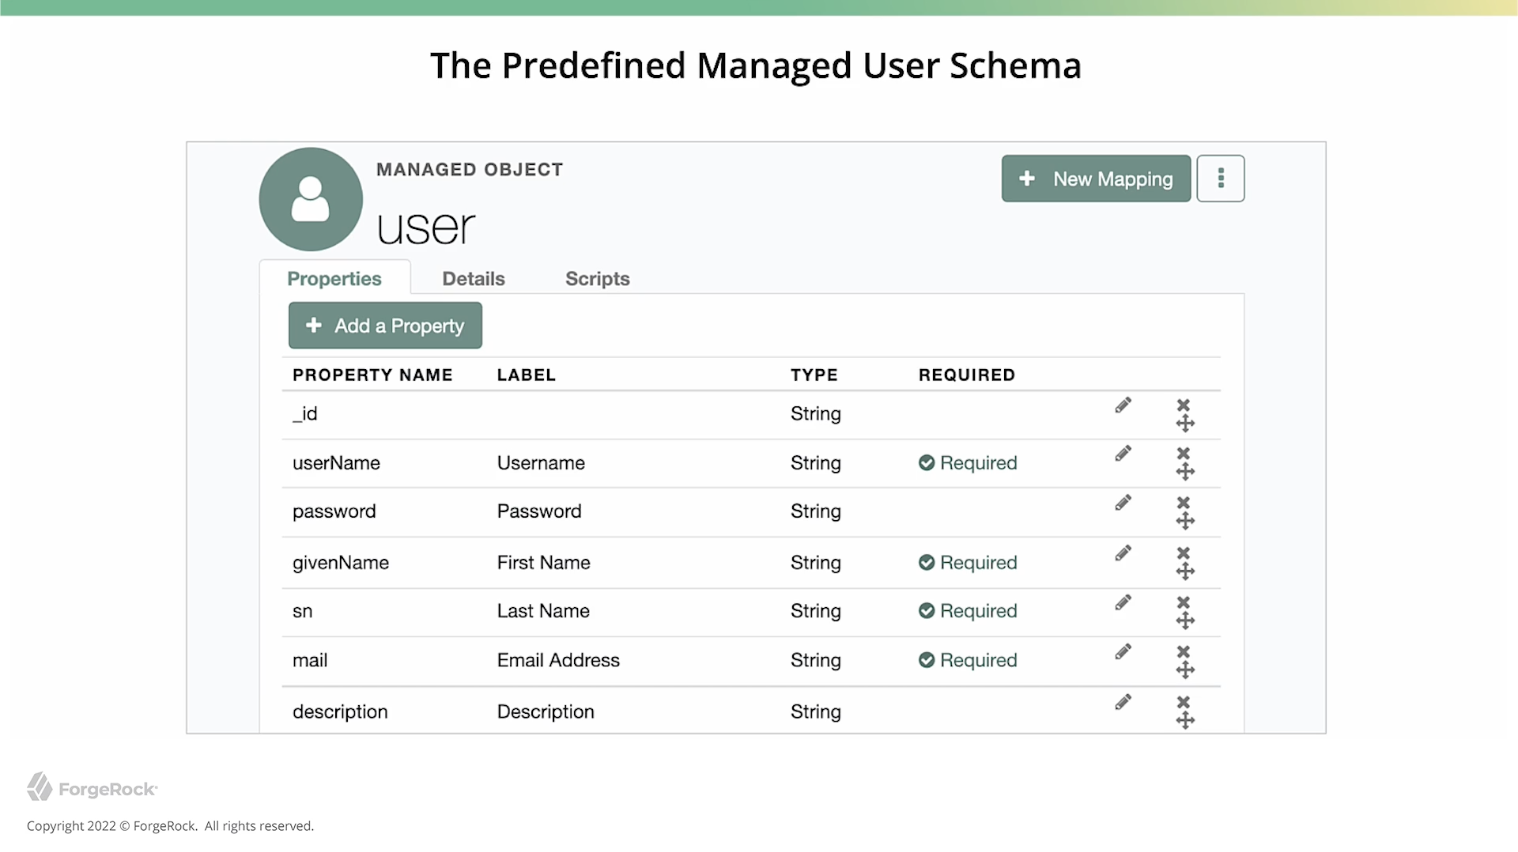 The Predefined Managed User Schema
MANAGED OBJECT
user
+ New Mapping
Properties Details Scripts
+ Add a Property
PROPERTY NAME LABEL TYPE REQUIRED
_id String
userName Username String Required
password Password String
givenName First Name String Required
sn Last Name String Required
mail Email Address String Required
description Description String
ForgeRock
Copyright 2022 © ForgeRock. All rights reserved.